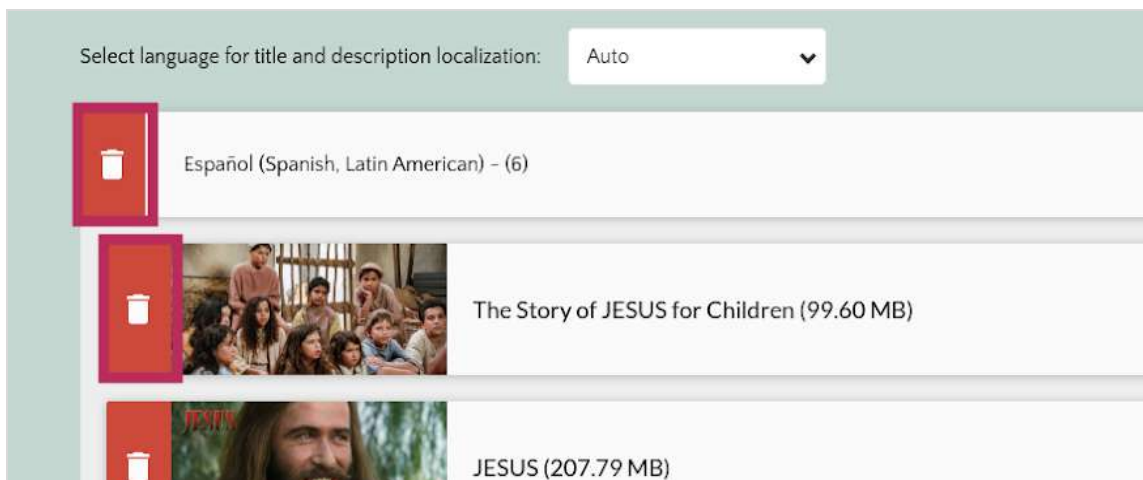 Select language for title and description localization:
Auto
Español (Spanish, Latin American) - (6)
The Story of JESUS for Children (99.60 MB)
JESUS
JESUS (207.79 MB)